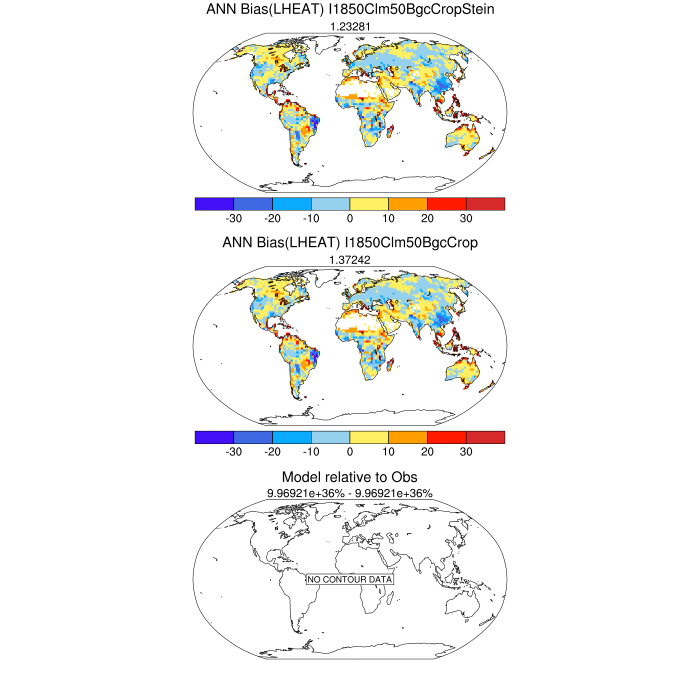 ANN Bias(LHEAT) I1850Clm50BgcCropStein
1.23281
-30 -20 -10 0 10 20 30
ANN Bias(LHEAT) I1850Clm50BgcCrop
1.37242
-30 -20 -10 0 10 20 30
Model relative to Obs
9.96921e+36% - 9.96921e+36%
NO CONTOUR DATA